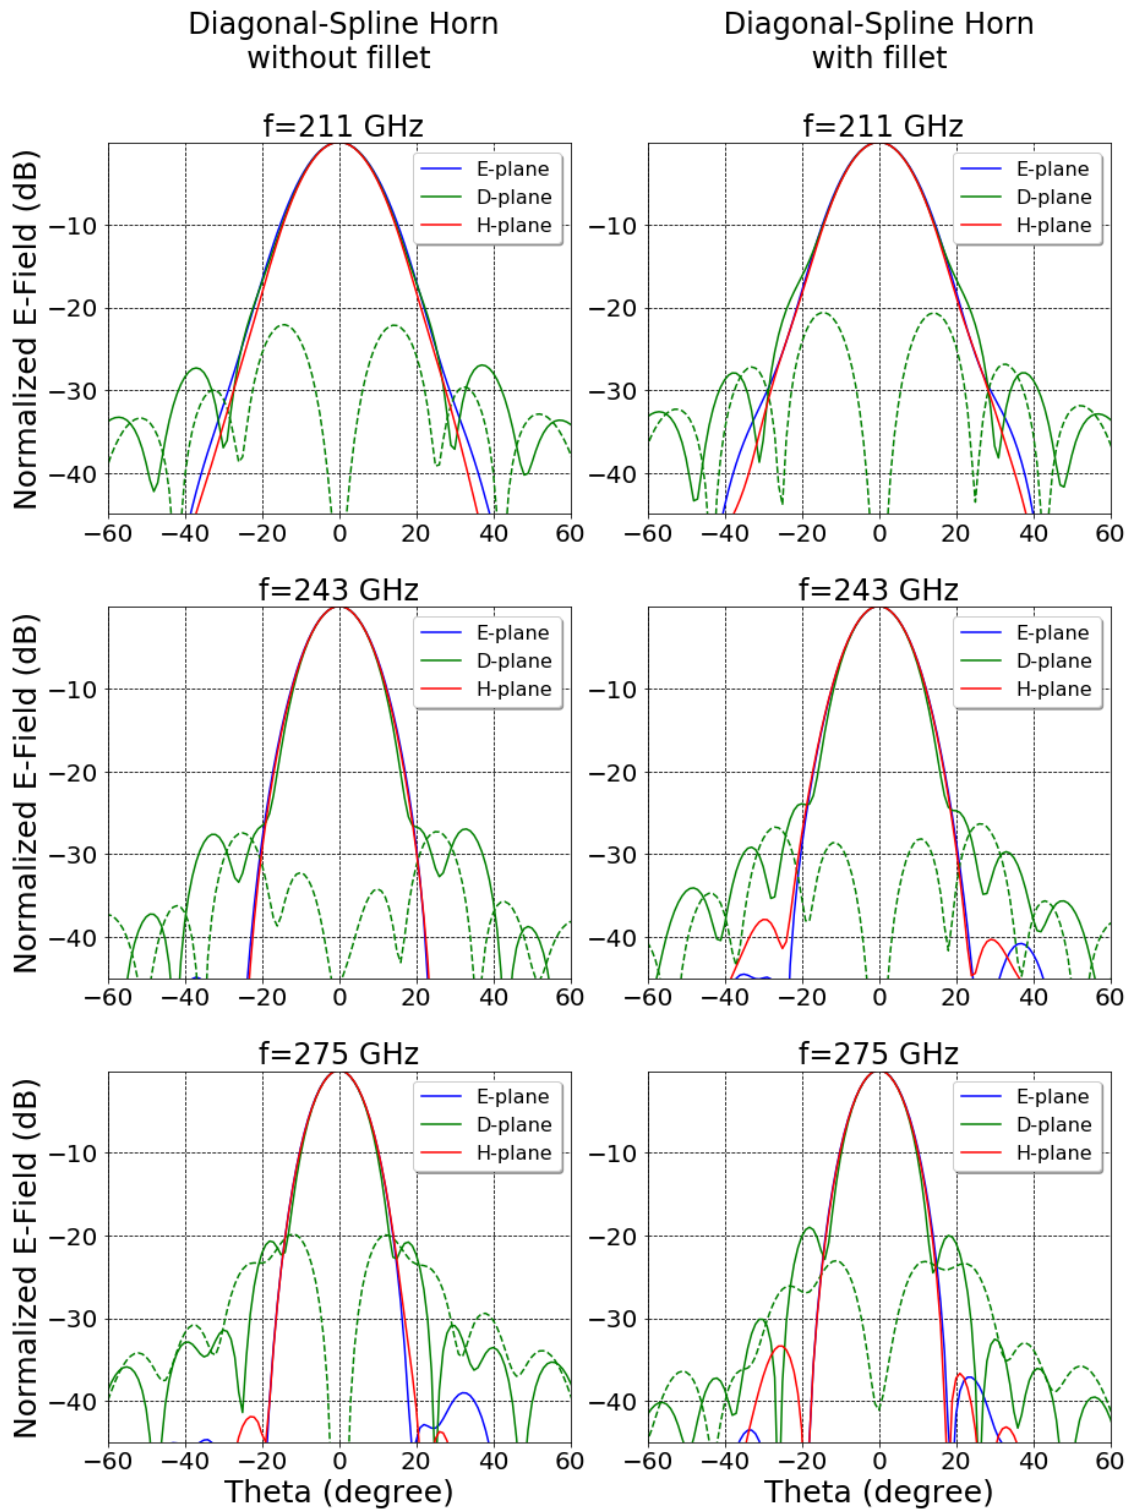 Diagonal-Spline Horn
without fillet
Diagonal-Spline Horn
with fillet
f=211 GHz
Normalized E-Field (dB)
−10
−20
−30
−40
E-plane
D-plane
H-plane
−60 −40 −20 0 20 40 60
f=211 GHz
−10
−20
−30
−40
E-plane
D-plane
H-plane
−60 −40 −20 0 20 40 60
f=243 GHz
Normalized E-Field (dB)
−10
−20
−30
−40
E-plane
D-plane
H-plane
−60 −40 −20 0 20 40 60
f=243 GHz
−10
−20
−30
−40
E-plane
D-plane
H-plane
−60 −40 −20 0 20 40 60
f=275 GHz
Normalized E-Field (dB)
−10
−20
−30
−40
E-plane
D-plane
H-plane
−60 −40 −20 0 20 40 60
Theta (degree)
f=275 GHz
−10
−20
−30
−40
E-plane
D-plane
H-plane
−60 −40 −20 0 20 40 60
Theta (degree)